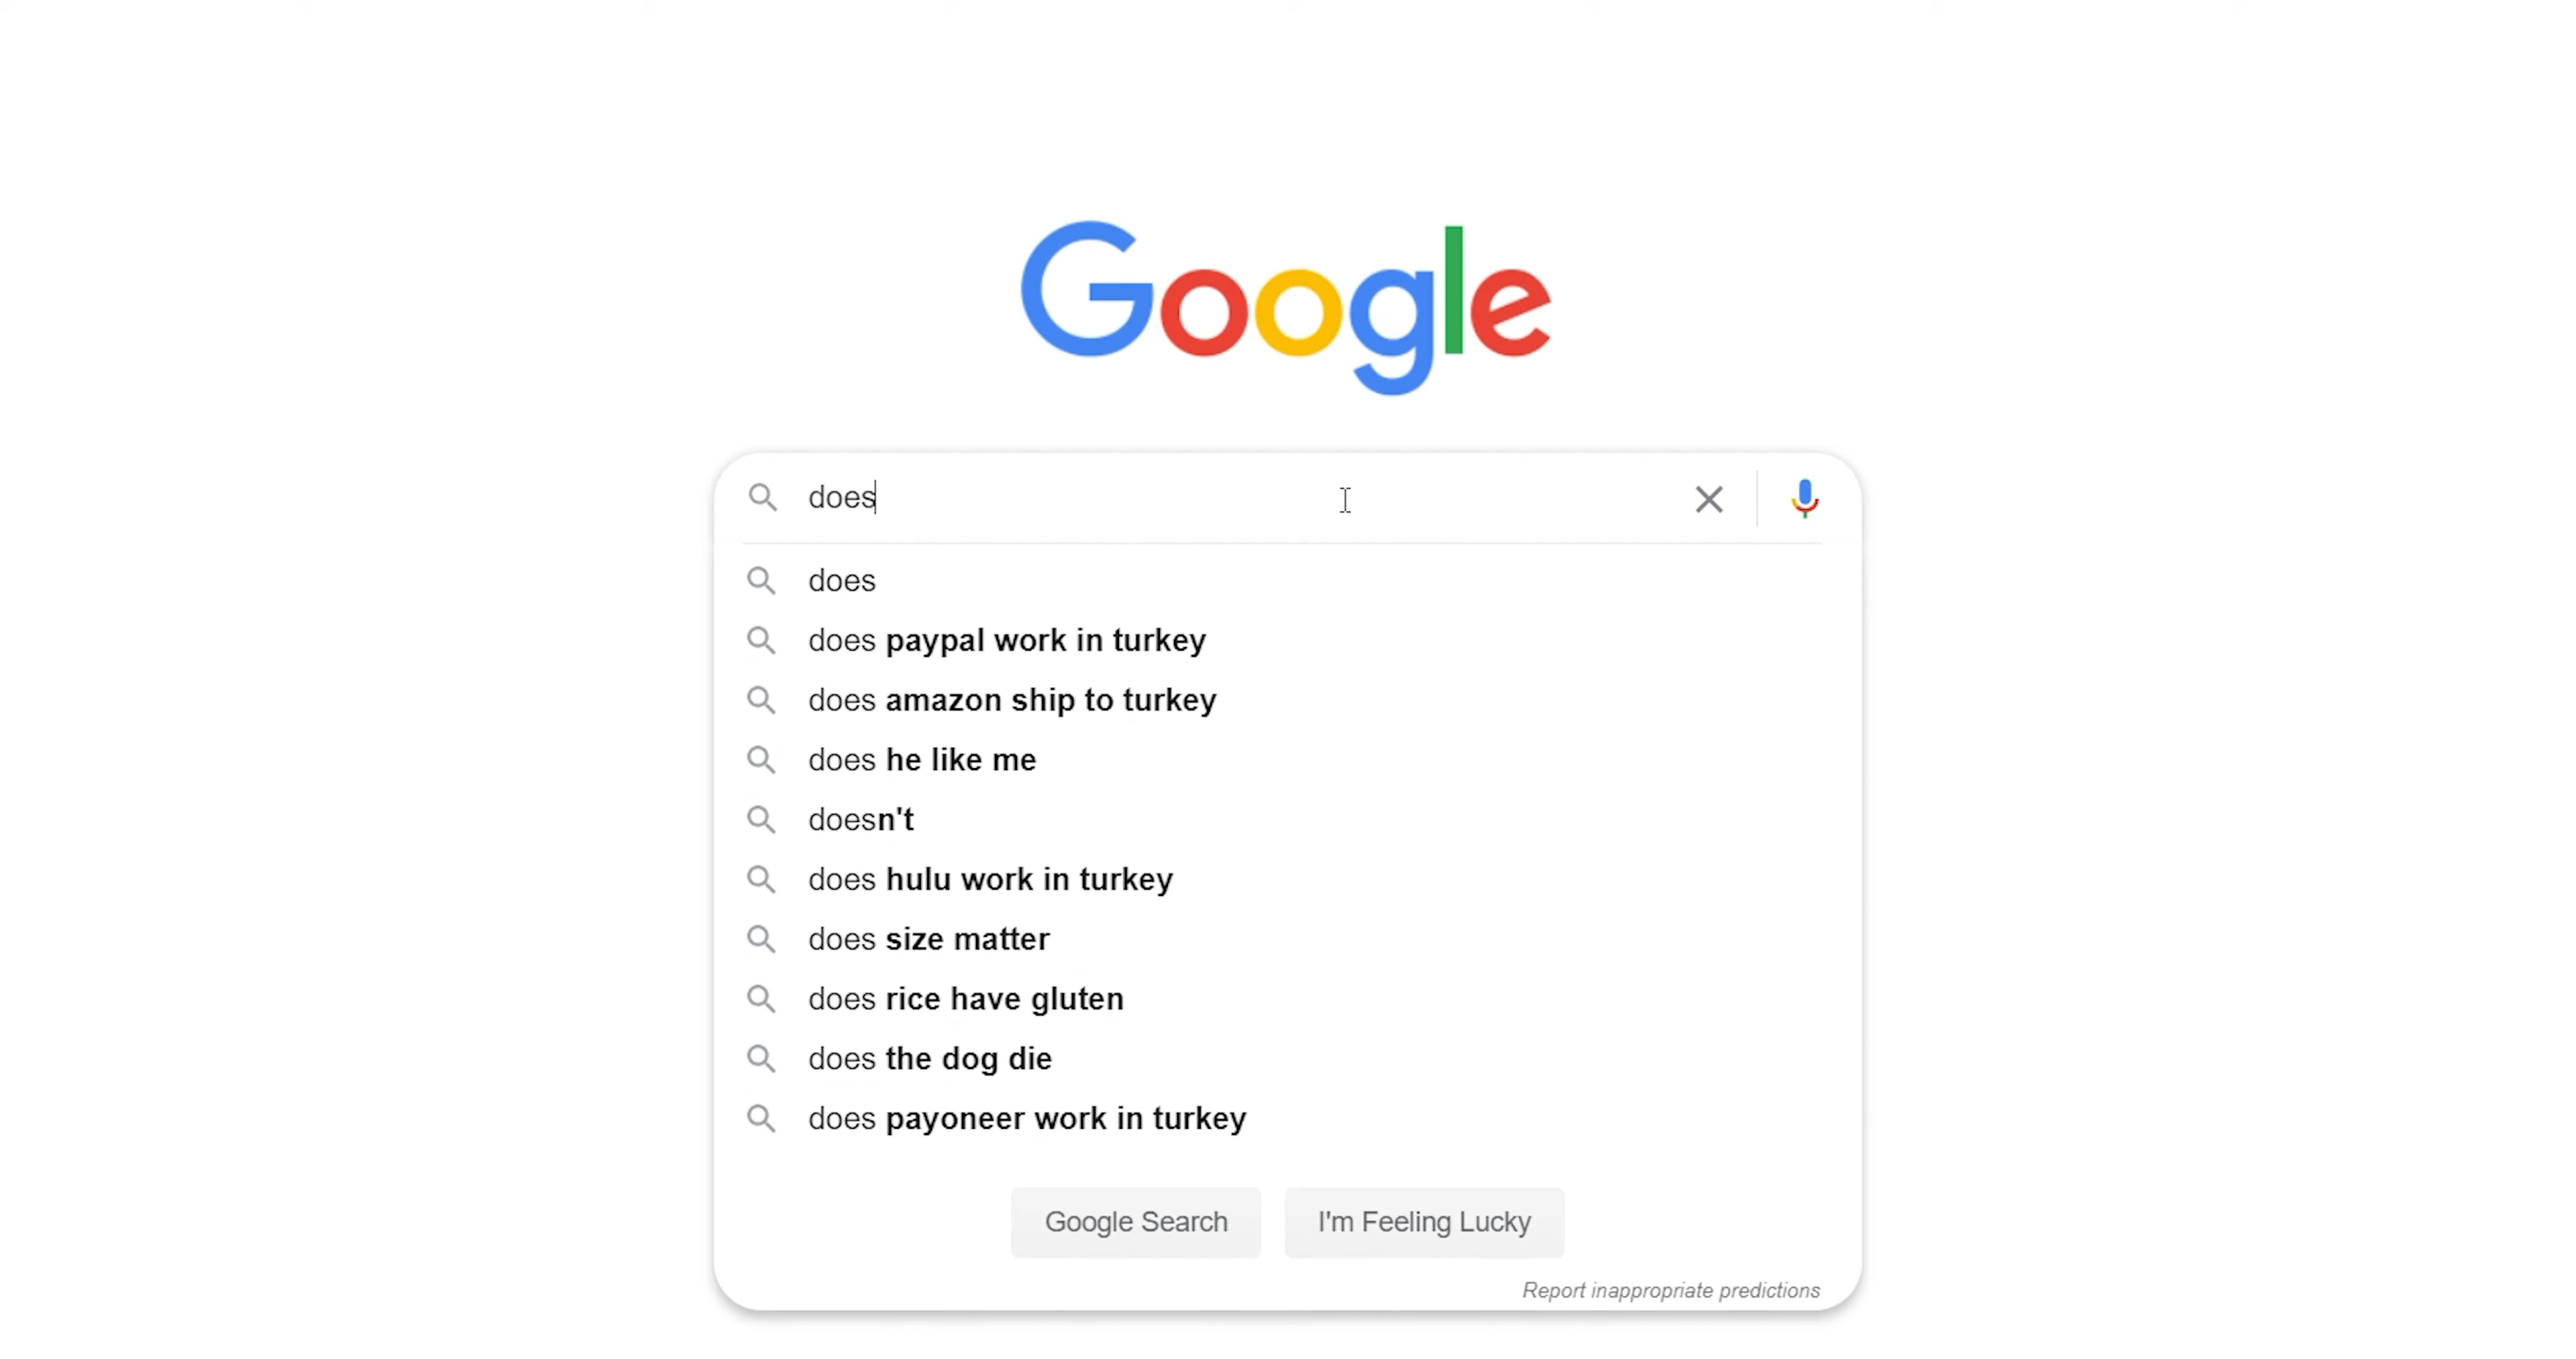 Google
does
does
does paypal work in turkey
does amazon ship to turkey
does he like me
doesn't
does hulu work in turkey
does size matter
does rice have gluten
does the dog die
does payoneer work in turkey
Google Search
I'm Feeling Lucky
Report inappropriate predictions